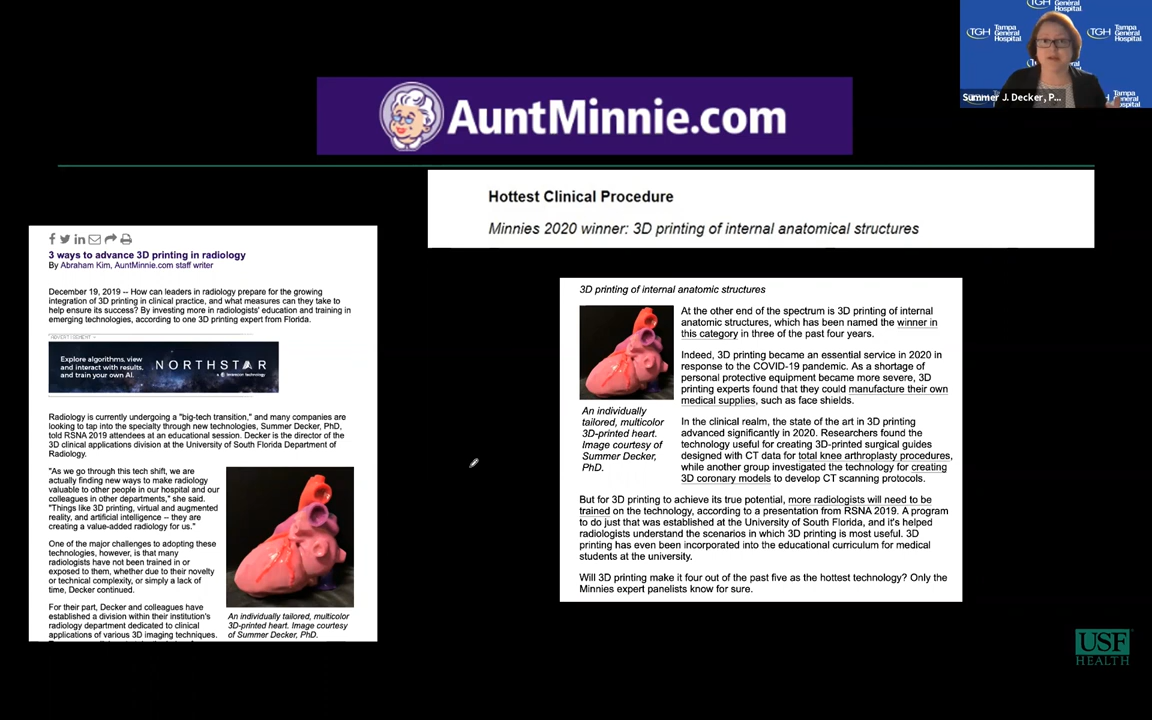 TGH Tampa General Hospital
Summer J. Decker, P...
AuntMinnie.com
Hottest Clinical Procedure
Minnies 2020 winner: 3D printing of internal anatomical structures
3 ways to advance 3D printing in radiology
By Abraham Kim, AuntMinnie.com staff writer
December 19, 2019 -- How can leaders in radiology prepare for the growing
integration of 3D printing in clinical practice, and what measures can they take to
help ensure its success? By investing more in radiologists' education and training in
emerging technologies, according to one 3D printing expert from Florida.
ADVERTISEMENT
Explore algorithms, view
and interact with results,
and train your own AI.
NORTHSTAR
Radiology is currently undergoing a "big-tech transition," and many companies are
looking to tap into the specialty through new technologies, Summer Decker, PhD,
told RSNA 2019 attendees at an educational session. Decker is the director of the
3D clinical applications division at the University of South Florida Department of
Radiology.
"As we go through this tech shift, we are
actually finding new ways to make radiology
valuable to other people in our hospital and our
colleagues in other departments," she said.
"Things like 3D printing, virtual and augmented
reality, and artificial intelligence -- they are
creating a value-added radiology for us."
One of the major challenges to adopting these
technologies, however, is that many
radiologists have not been trained in or
exposed to them, whether due to their novelty
or technical complexity, or simply a lack of
time, Decker continued.
For their part, Decker and colleagues have
established a division within their institution's
radiology department dedicated to clinical
applications of various 3D imaging techniques.
An individually tailored, multicolor
3D-printed heart. Image courtesy
of Summer Decker, PhD.
3D printing of internal anatomic structures
An individually
tailored, multicolor
3D-printed heart.
Image courtesy of
Summer Decker,
PhD.
At the other end of the spectrum is 3D printing of internal
anatomic structures, which has been named the winner in
this category in three of the past four years.
Indeed, 3D printing became an essential service in 2020 in
response to the COVID-19 pandemic. As a shortage of
personal protective equipment became more severe, 3D
printing experts found that they could manufacture their own
medical supplies, such as face shields.
In the clinical realm, the state of the art in 3D printing
advanced significantly in 2020. Researchers found the
technology useful for creating 3D-printed surgical guides
designed with CT data for total knee arthroplasty procedures,
while another group investigated the technology for creating
3D coronary models to develop CT scanning protocols.
But for 3D printing to achieve its true potential, more radiologists will need to be
trained on the technology, according to a presentation from RSNA 2019. A program
to do just that was established at the University of South Florida, and it's helped
radiologists understand the scenarios in which 3D printing is most useful. 3D
printing has even been incorporated into the educational curriculum for medical
students at the university.
Will 3D printing make it four out of the past five as the hottest technology? Only the
Minnies expert panelists know for sure.
USF
HEALTH